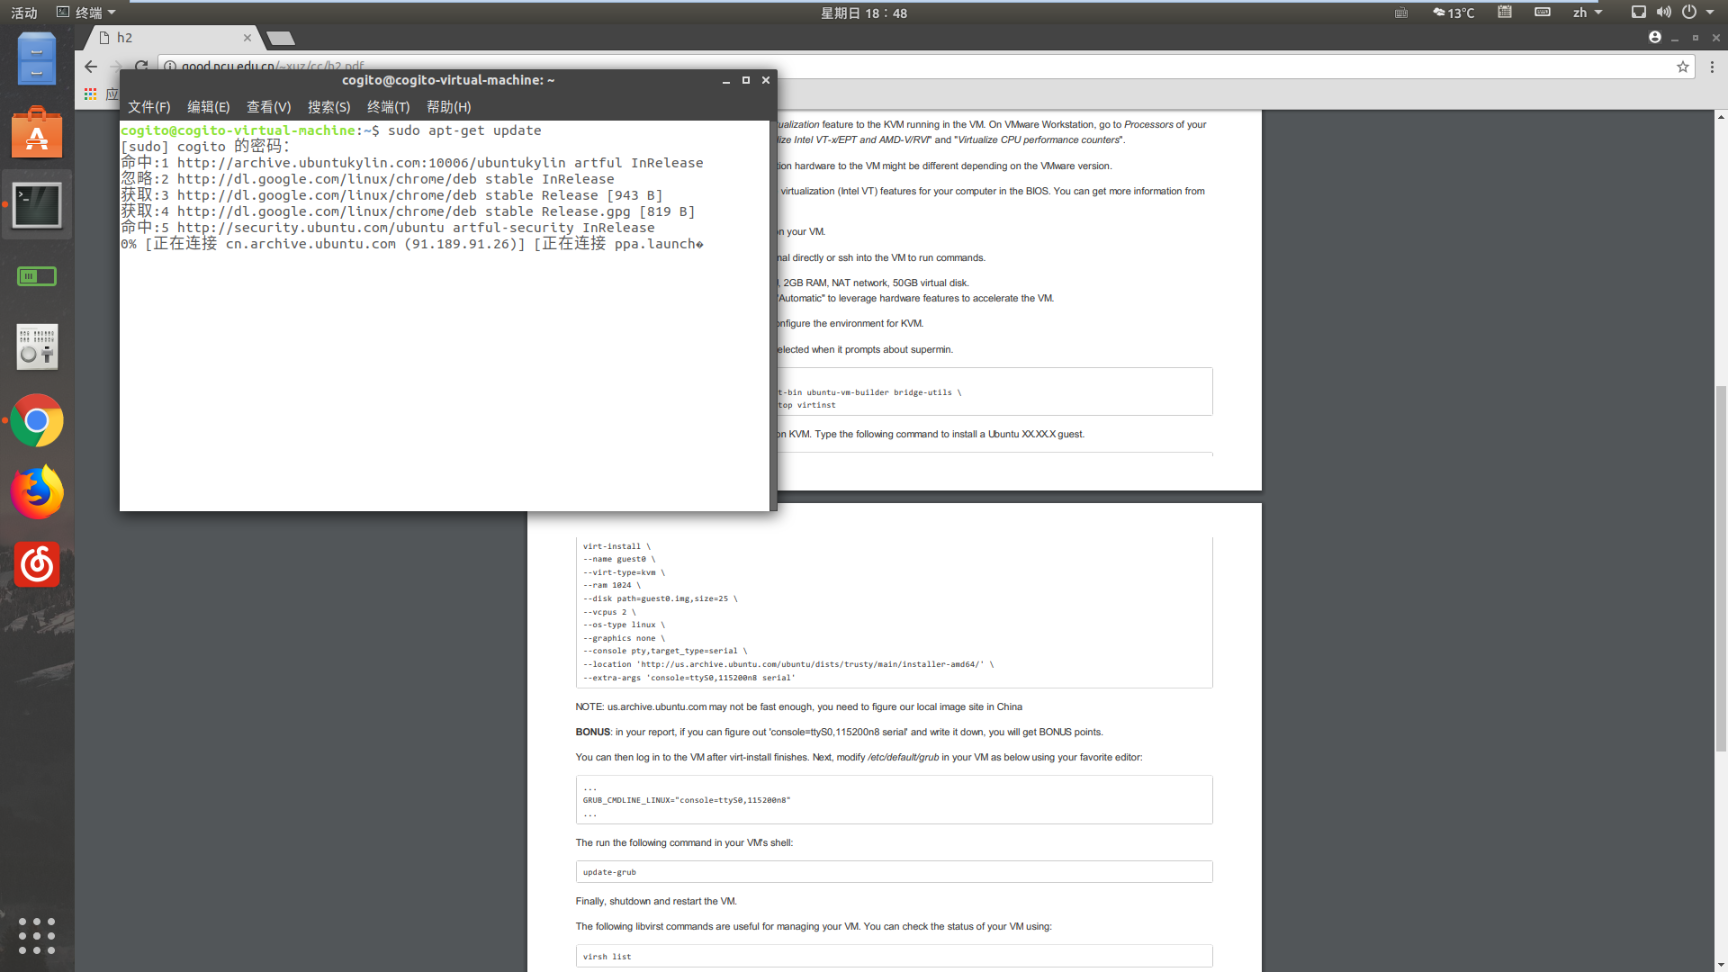 活动
终端
星期日 18：48
13°C
zh
h2
good.ncu.edu.cn/~xuz/cc/h2.pdf
应
cogito@cogito-virtual-machine: ~
文件(F) 编辑(E) 查看(V) 搜索(S) 终端(T) 帮助(H)
cogito@cogito-virtual-machine:~$ sudo apt-get update
[sudo] cogito 的密码：
命中:1 http://archive.ubuntukylin.com:10006/ubuntukylin artful InRelease
忽略:2 http://dl.google.com/linux/chrome/deb stable InRelease
获取:3 http://dl.google.com/linux/chrome/deb stable Release [943 B]
获取:4 http://dl.google.com/linux/chrome/deb stable Release.gpg [819 B]
命中:5 http://security.ubuntu.com/ubuntu artful-security InRelease
0% [正在连接 cn.archive.ubuntu.com (91.189.91.26)] [正在连接 ppa.launch�
ualization feature to the KVM running in the VM. On VMware Workstation, go to Processors of your
lize Intel VT-x/EPT and AMD-V/RVI" and "Virtualize CPU performance counters".
tion hardware to the VM might be different depending on the VMware version.
virtualization (Intel VT) features for your computer in the BIOS. You can get more information from
on your VM.
nal directly or ssh into the VM to run commands.
, 2GB RAM, NAT network, 50GB virtual disk.
"Automatic" to leverage hardware features to accelerate the VM.
onfigure the environment for KVM.
elected when it prompts about supermin.
t-bin ubuntu-vm-builder bridge-utils \
top virtinst
on KVM. Type the following command to install a Ubuntu XX.XX.X guest.
virt-install \
--name guest0 \
--virt-type=kvm \
--ram 1024 \
--disk path=guest0.img,size=25 \
--vcpus 2 \
--os-type linux \
--graphics none \
--console pty,target_type=serial \
--location 'http://us.archive.ubuntu.com/ubuntu/dists/trusty/main/installer-amd64/' \
--extra-args 'console=ttyS0,115200n8 serial'
NOTE: us.archive.ubuntu.com may not be fast enough, you need to figure our local image site in China
BONUS: in your report, if you can figure out 'console=ttyS0,115200n8 serial' and write it down, you will get BONUS points.
You can then log in to the VM after virt-install finishes. Next, modify /etc/default/grub in your VM as below using your favorite editor:
...
GRUB_CMDLINE_LINUX="console=ttyS0,115200n8"
...
The run the following command in your VM's shell:
update-grub
Finally, shutdown and restart the VM.
The following libvirst commands are useful for managing your VM. You can check the status of your VM using:
virsh list